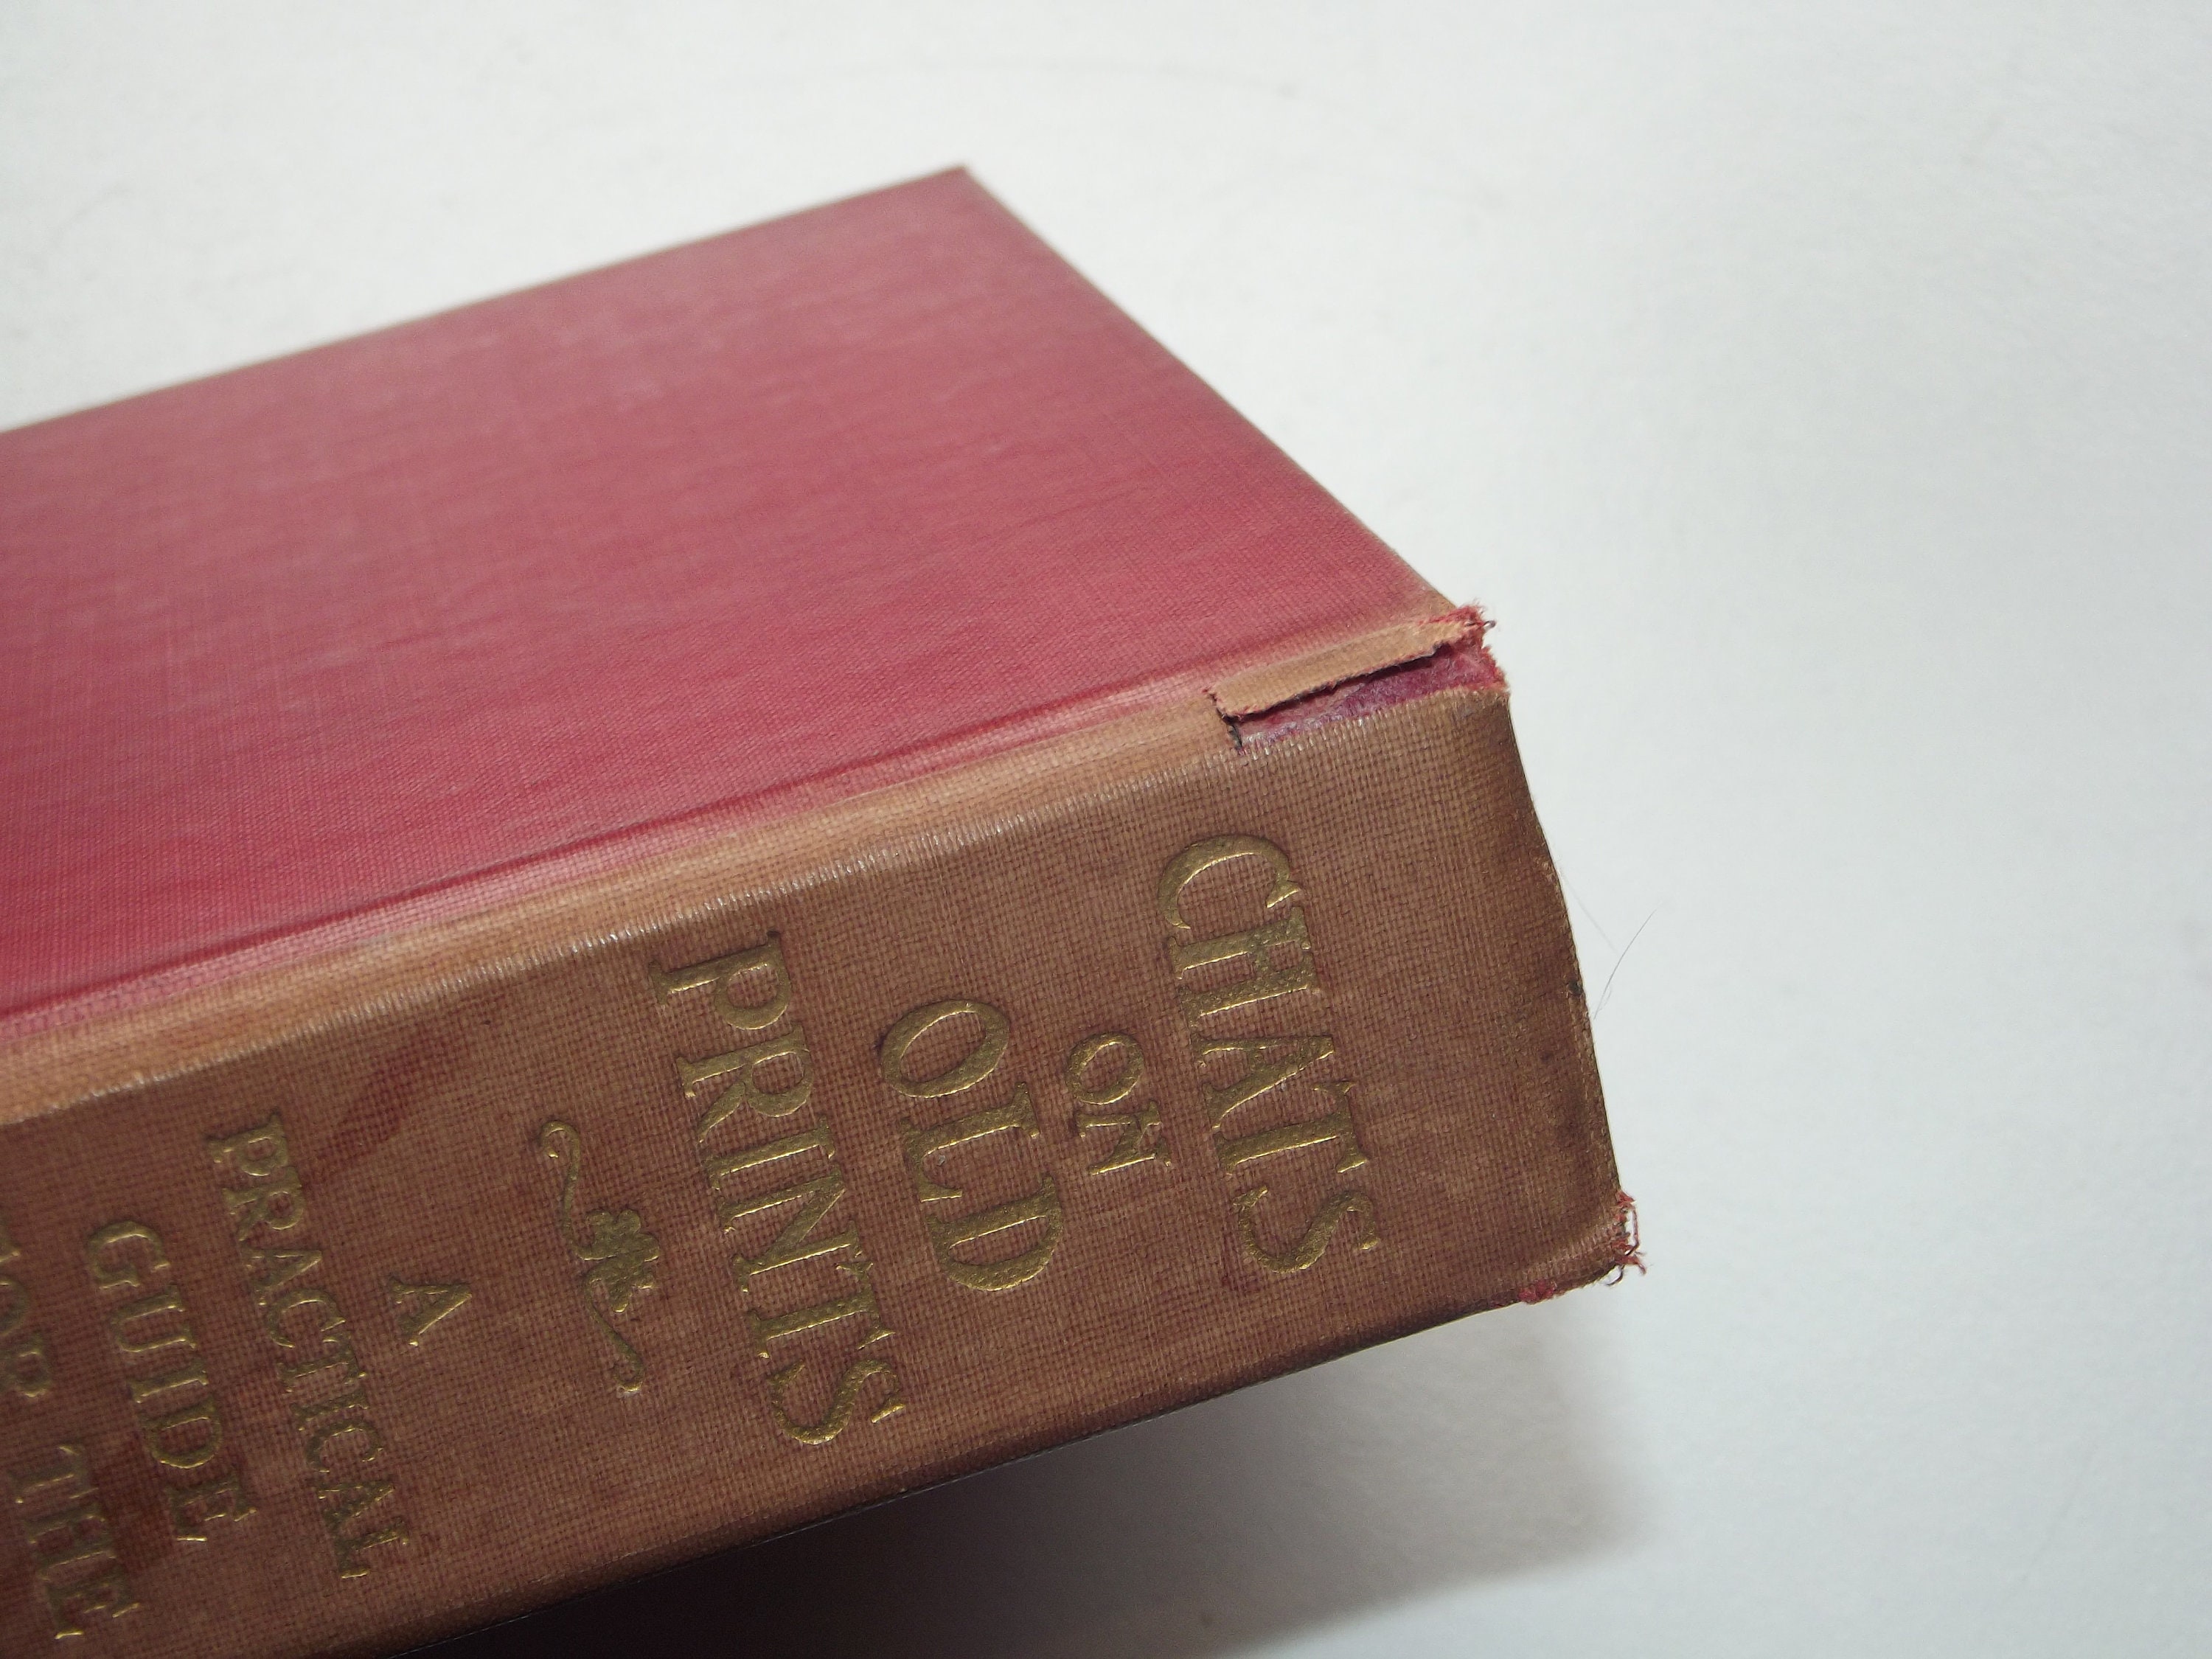 CHATS
ON
OLD
PRINTS
A
PRACTICAL
GUIDE
FOR THE